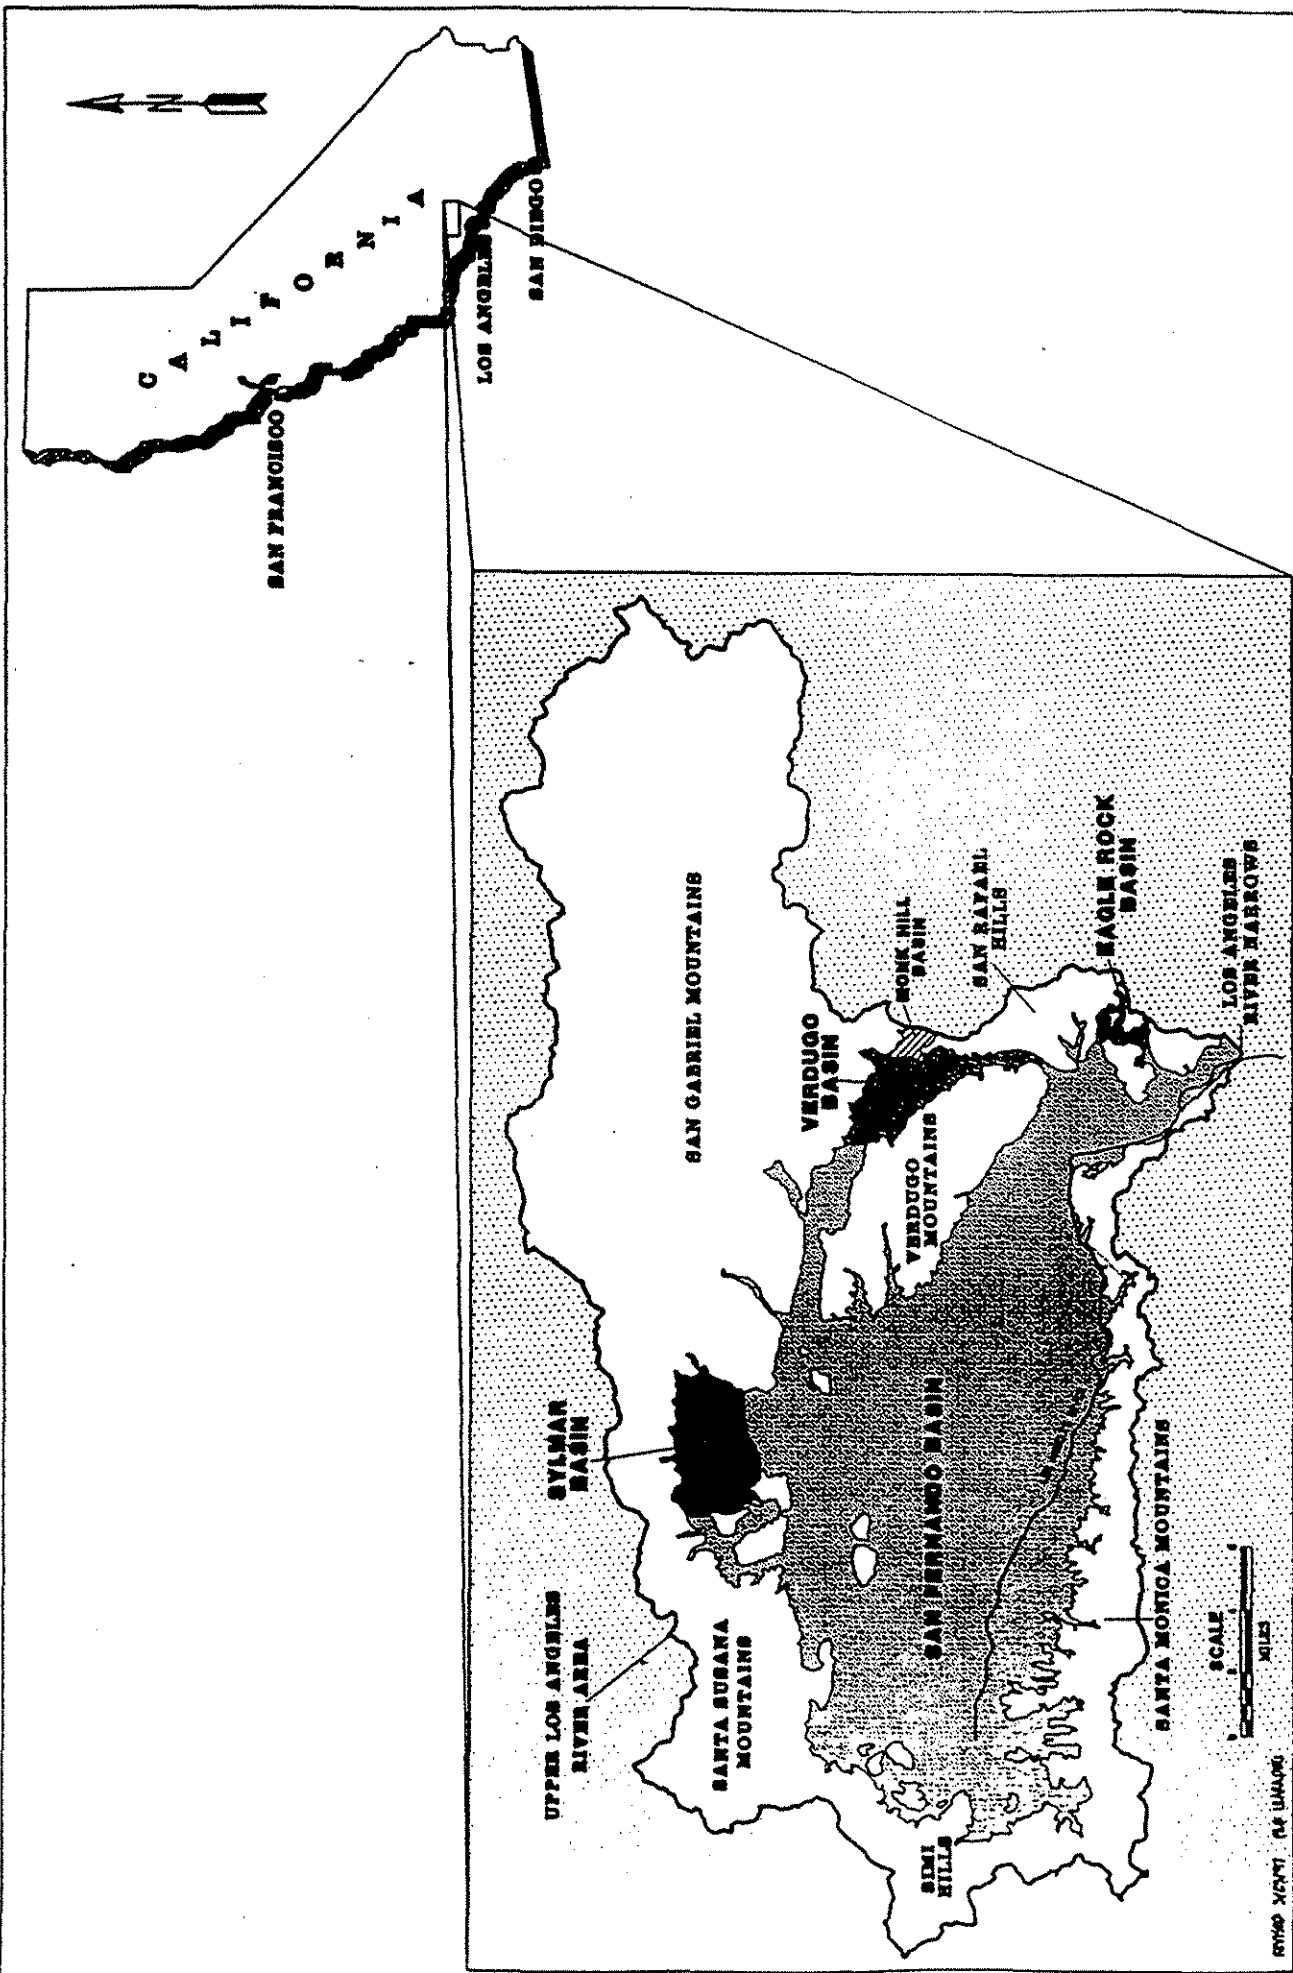 N
CALIFORNIA
SAN FRANCISCO
LOS ANGELES
SAN DIEGO
UPPER LOS ANGELES
RIVER AREA
SYLMAR
BASIN
SANTA SUSANA
MOUNTAINS
SAN GABRIEL MOUNTAINS
VERDUGO
BASIN
MONK HILL
BASIN
SAN RAFAEL
HILLS
EAGLE ROCK
BASIN
LOS ANGELES
RIVER NARROWS
VERDUGO
MOUNTAINS
SAN FERNANDO BASIN
SIMI
HILLS
SANTA MONICA MOUNTAINS
SCALE
MILES